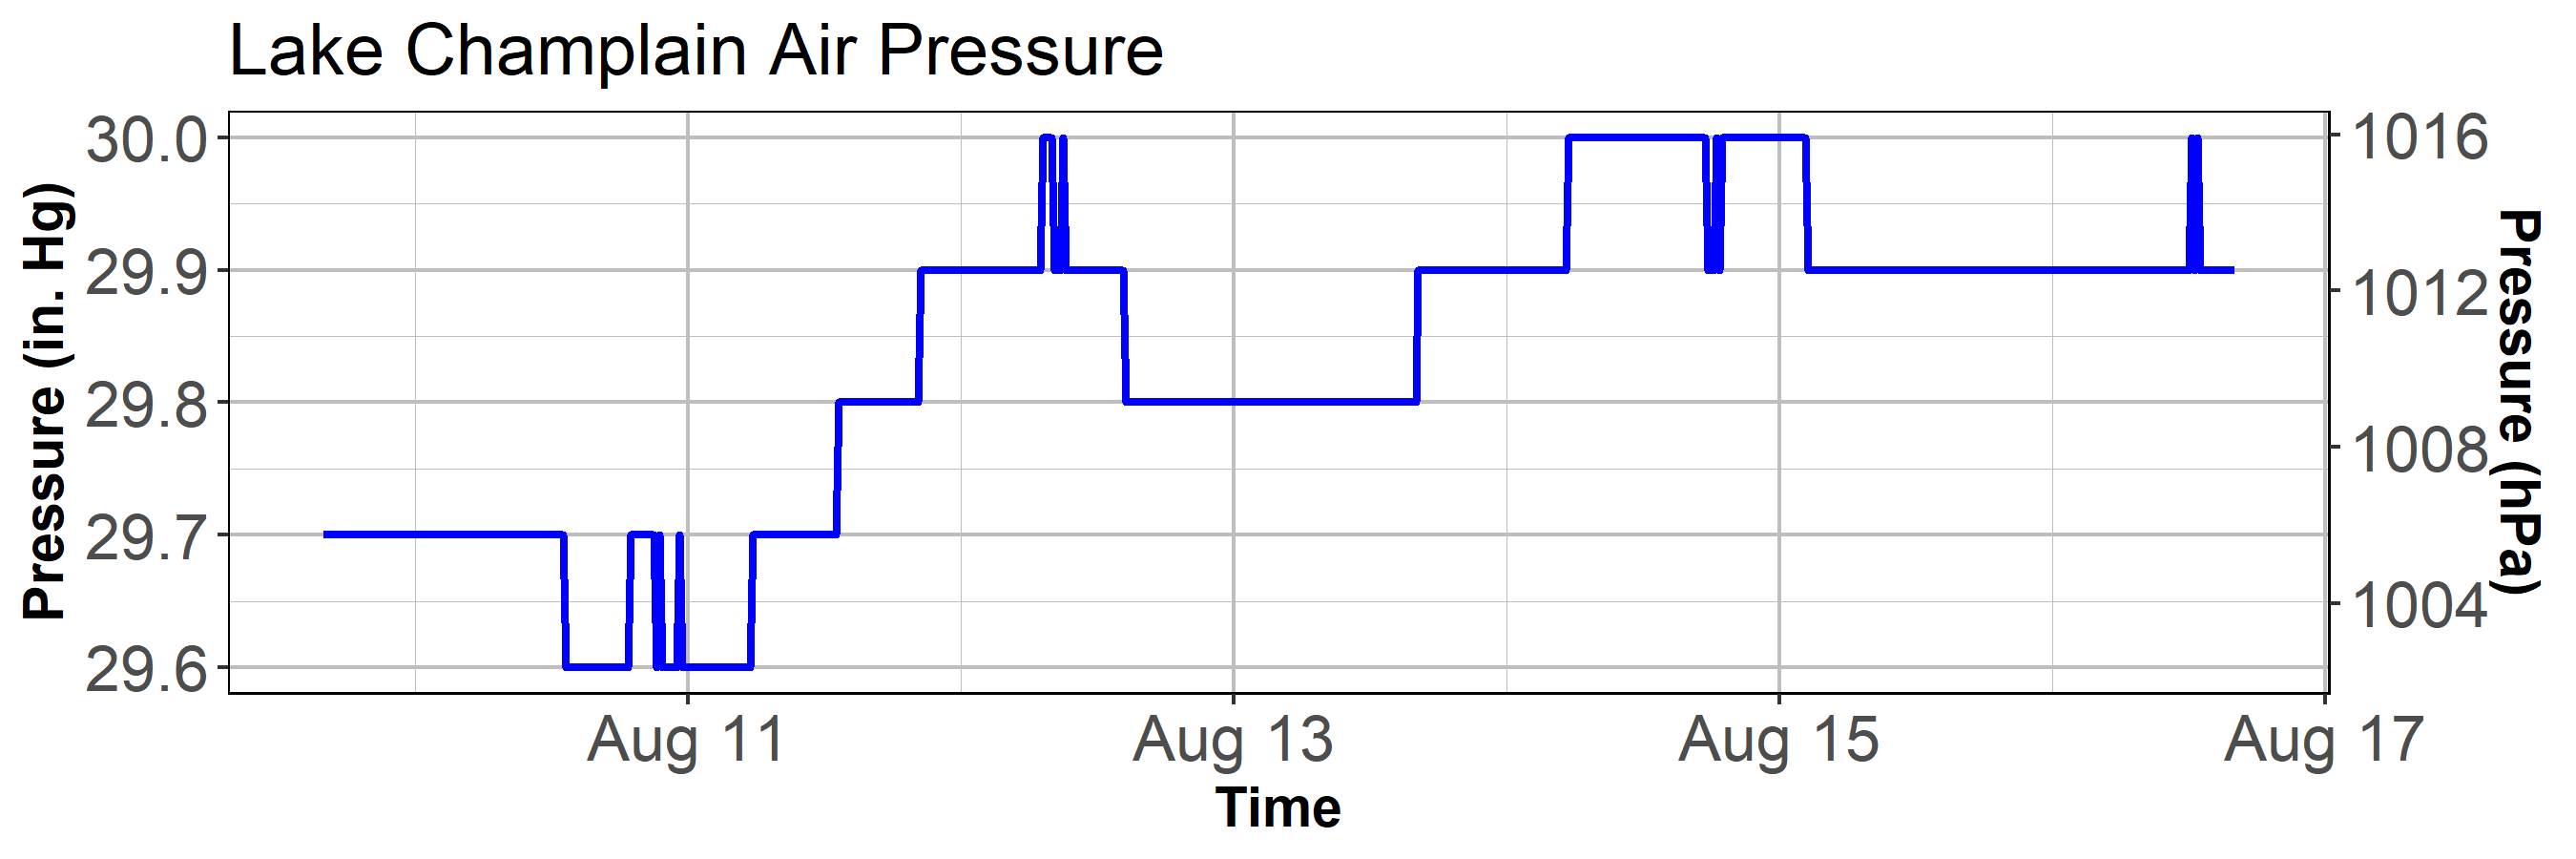 Lake Champlain Air Pressure
Pressure (in. Hg)
30.0
29.9
29.8
29.7
29.6
1016
1012
1008
1004
Pressure (hPa)
Aug 11 Aug 13 Aug 15 Aug 17
Time